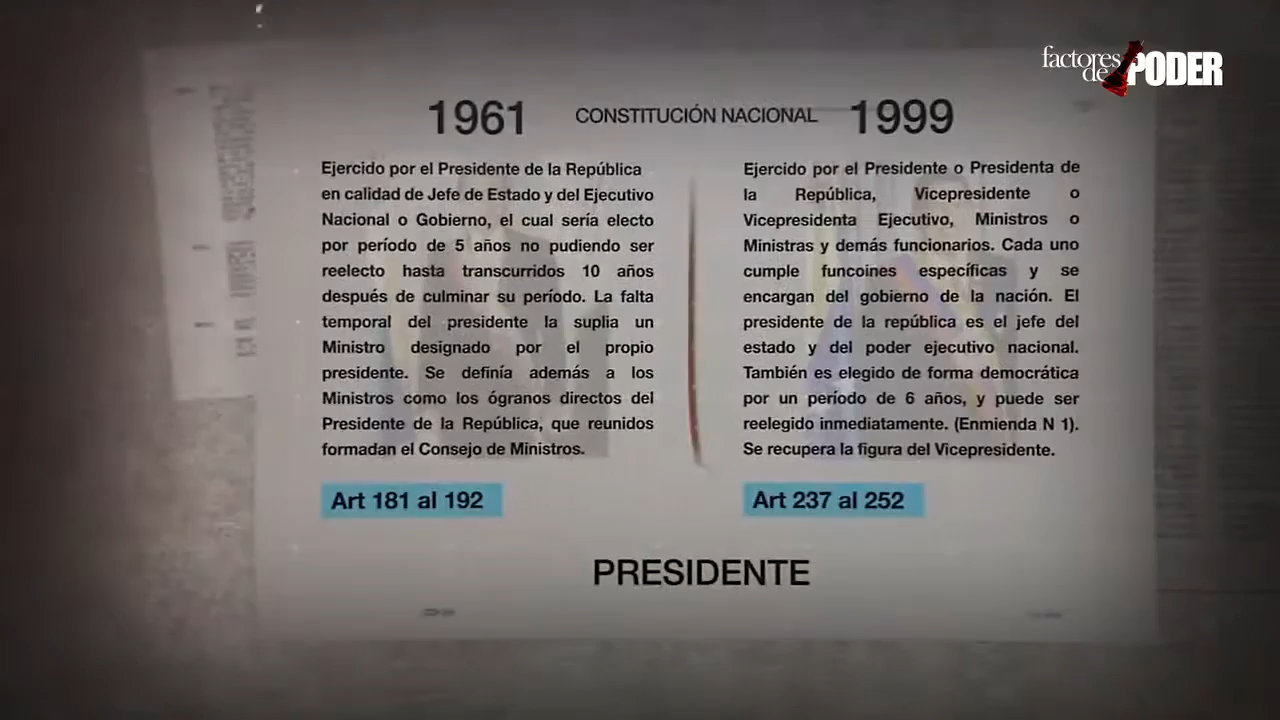 factores
de PODER
1961 CONSTITUCIÓN NACIONAL 1999
Ejercido por el Presidente de la República
en calidad de Jefe de Estado y del Ejecutivo
Nacional o Gobierno, el cual sería electo
por período de 5 años no pudiendo ser
reelecto hasta transcurridos 10 años
después de culminar su período. La falta
temporal del presidente la suplia un
Ministro designado por el propio
presidente. Se definía además a los
Ministros como los ógranos directos del
Presidente de la República, que reunidos
formadan el Consejo de Ministros.
Art 181 al 192
Ejercido por el Presidente o Presidenta de
la República, Vicepresidente o
Vicepresidenta Ejecutivo, Ministros o
Ministras y demás funcionarios. Cada uno
cumple funcoines específicas y se
encargan del gobierno de la nación. El
presidente de la república es el jefe del
estado y del poder ejecutivo nacional.
También es elegido de forma democrática
por un período de 6 años, y puede ser
reelegido inmediatamente. (Enmienda N 1).
Se recupera la figura del Vicepresidente.
Art 237 al 252
PRESIDENTE